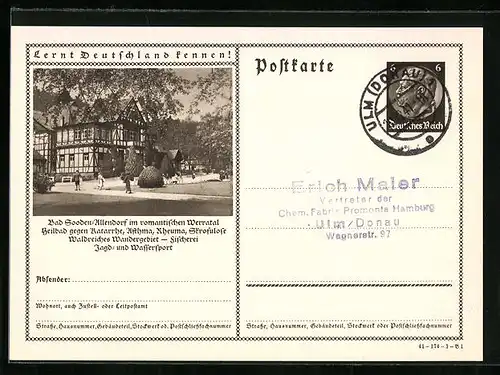 Lernt Deutschland kennen!
Bad Sooden/Allendorf im romantischen Werratal
Heilbad gegen Katarrhe, Asthma, Rheuma, Skrofulose
Waldreiches Wandergebiet – Fischerei
Jagd- und Wassersport
Absender:
Wohnort, auch Zustell- oder Leitpostamt
Straße, Hausnummer, Gebäudeteil, Stockwerk od. Postschließfachnummer
Postkarte
6 6
Deutsches Reich
ULM (DONAU)
Erich Maier
Vertreter der
Chem. Fabrik Promonta Hamburg
Ulm/Donau
Wagnerstr. 97
Straße, Hausnummer, Gebäudeteil, Stockwerk oder Postschließfachnummer